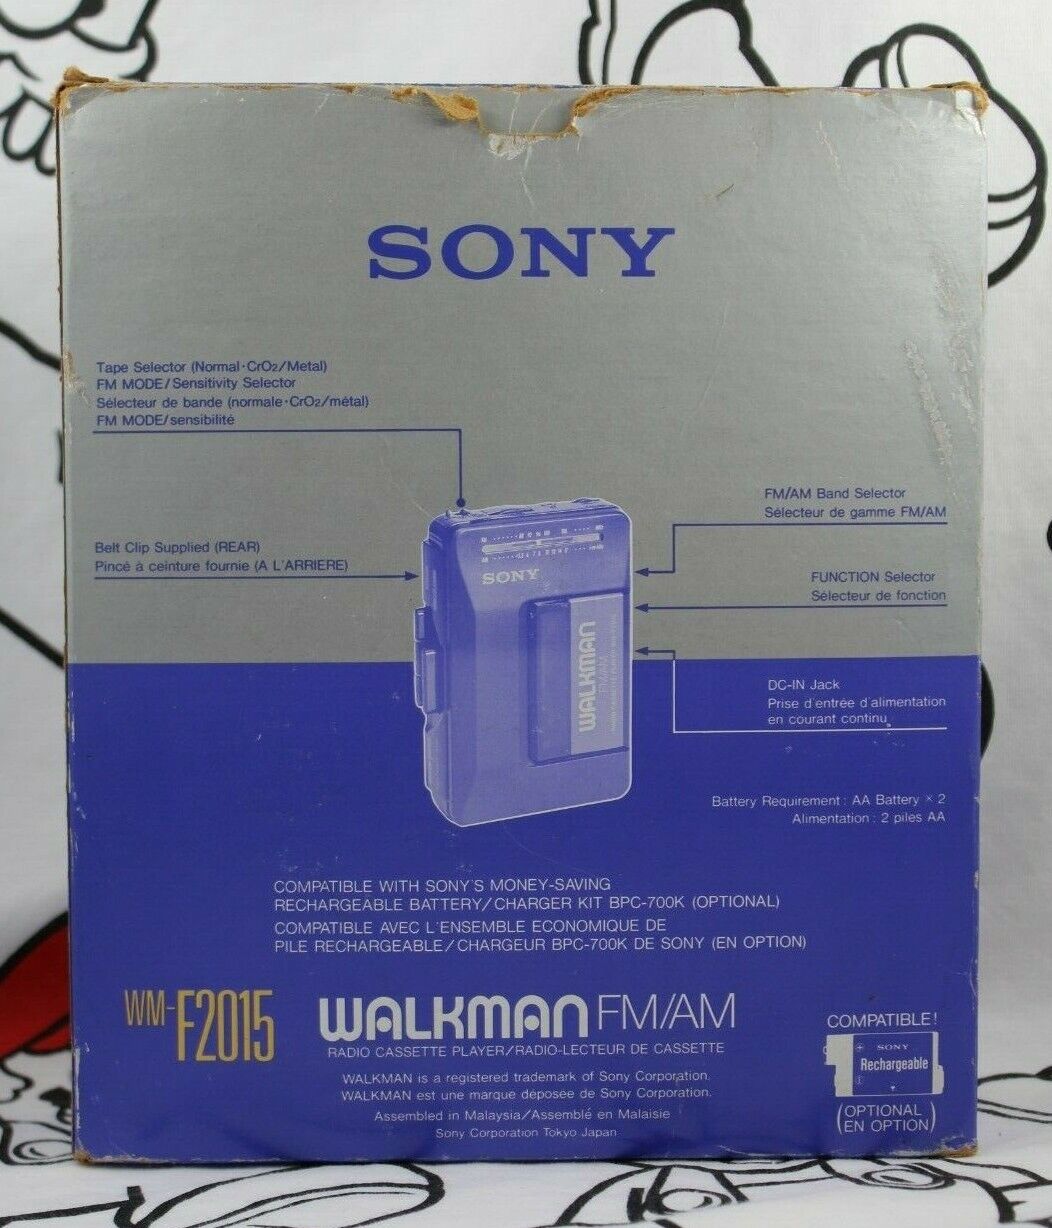 SONY
Tape Selector (Normal·CrO2/Metal)
FM MODE/Sensitivity Selector
Sélecteur de bande (normale·CrO2/métal)
FM MODE/sensibilité
FM/AM Band Selector
Sélecteur de gamme FM/AM
Belt Clip Supplied (REAR)
Pincé à ceinture fournie (A L'ARRIERE)
FUNCTION Selector
Sélecteur de fonction
SONY
WALKMAN
FM/AM
DC-IN Jack
Prise d'entrée d'alimentation
en courant continu
Battery Requirement: AA Battery × 2
Alimentation: 2 piles AA
COMPATIBLE WITH SONY'S MONEY-SAVING
RECHARGEABLE BATTERY/CHARGER KIT BPC-700K (OPTIONAL)
COMPATIBLE AVEC L'ENSEMBLE ECONOMIQUE DE
PILE RECHARGEABLE/CHARGEUR BPC-700K DE SONY (EN OPTION)
WM-F2015
WALKMAN FM/AM
RADIO CASSETTE PLAYER/RADIO-LECTEUR DE CASSETTE
WALKMAN is a registered trademark of Sony Corporation.
WALKMAN est une marque déposée de Sony Corporation.
Assembled in Malaysia/Assemblé en Malaisie
Sony Corporation Tokyo Japan
COMPATIBLE!
SONY
Rechargeable
(OPTIONAL
EN OPTION)